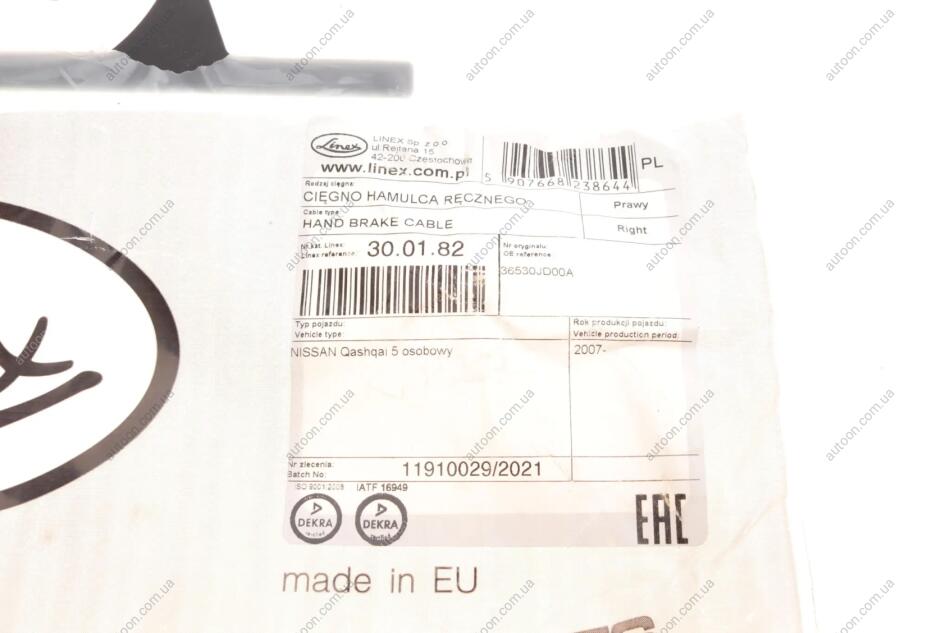 Linex
LINEX Sp. z o o
ul. Rejtana 16
42-200 Częstochowa
www.linex.com.pl
5 907668 238644
PL
Rodzaj cięgna:
CIĘGNO HAMULCA RĘCZNEGO
Prawy
Cable type:
HAND BRAKE CABLE
Right
Nr.kat. Linex:
Linex reference:
30.01.82
Nr oryginału:
OE reference
36530JD00A
Typ pojazdu:
Vehicle type:
Rok produkcji pojazdu:
Vehicle production period:
NISSAN Qashqai 5 osobowy
2007-
Nr zlecenia:
Batch No:
11910029/2021
ISO 9001:2008
IATF 16949
DEKRA
DEKRA
EAC
made in EU
autoon.com.ua